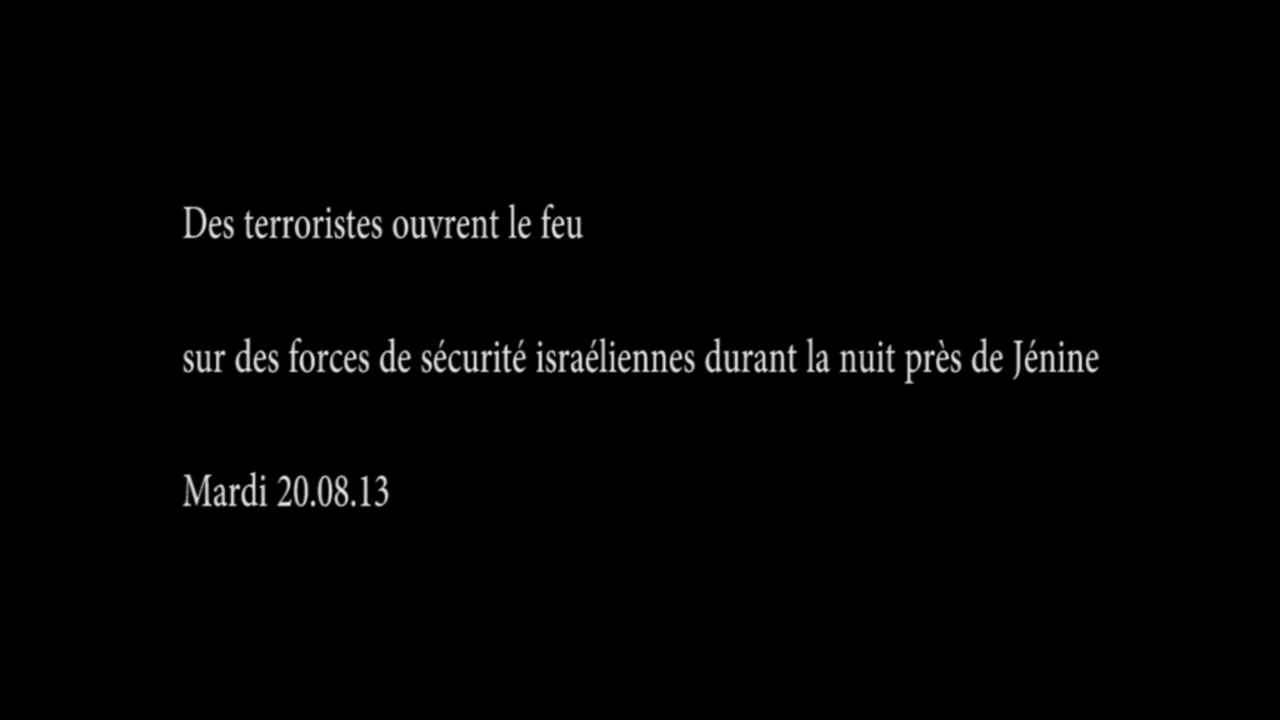 Des terroristes ouvrent le feu
sur des forces de sécurité israéliennes durant la nuit près de Jénine
Mardi 20.08.13